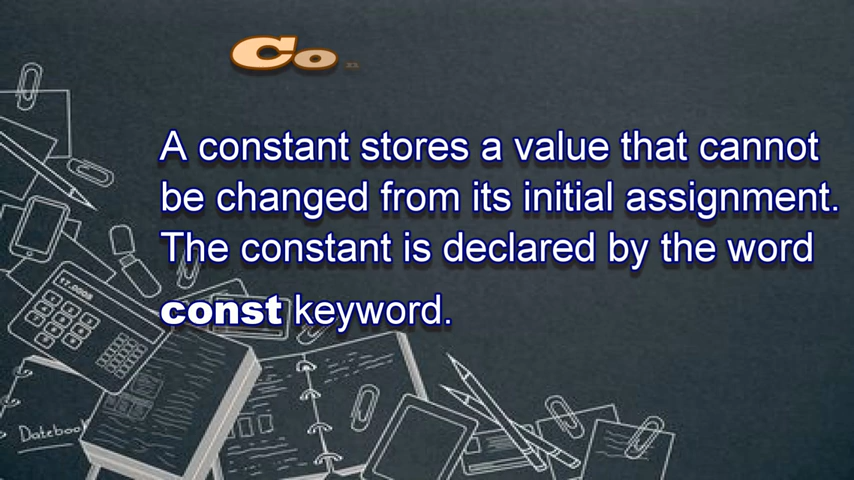 Co
A constant stores a value that cannot
be changed from its initial assignment.
The constant is declared by the word
const keyword.
Datebook